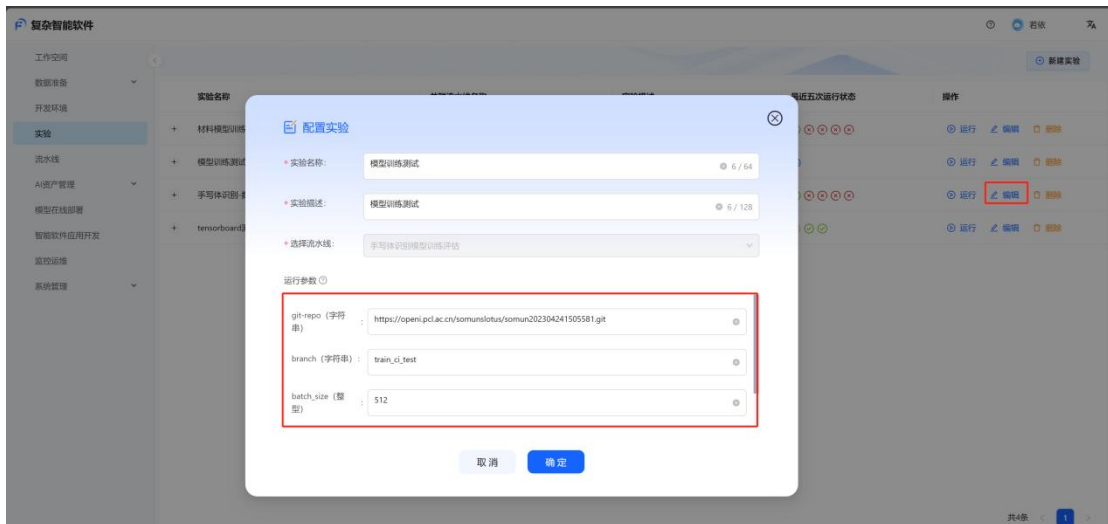 复杂智能软件
若依
工作空间
数据准备
开发环境
实验
流水线
AI资产管理
模型在线部署
智能软件应用开发
监控运维
系统管理
新建实验
实验名称
最近五次运行状态
操作
材料模型训练
运行 编辑 删除
模型训练测试
运行 编辑 删除
手写体识别-
运行 编辑 删除
tensorboard
运行 编辑 删除
配置实验
* 实验名称:
模型训练测试
6 / 64
* 实验描述:
模型训练测试
6 / 128
* 选择流水线:
手写体识别模型训练评估
运行参数
git-repo（字符
串）
:
https://openi.pcl.ac.cn/somunslotus/somun202304241505581.git
branch（字符串）:
train_ci_test
batch_size（整
型）
:
512
取消
确定
共4条
1